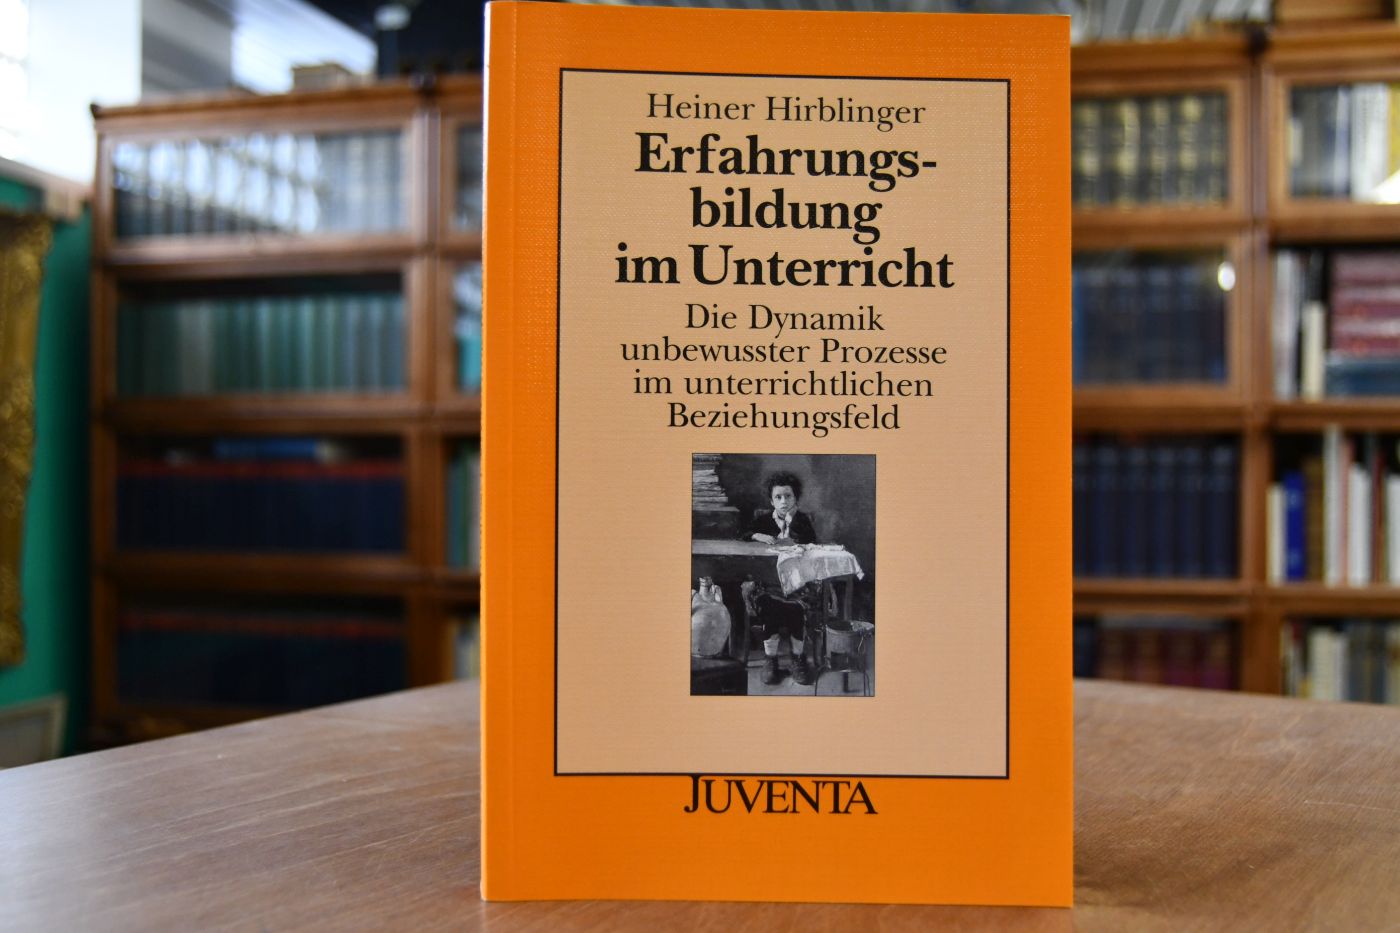 Heiner Hirblinger
Erfahrungs-
bildung
im Unterricht
Die Dynamik
unbewusster Prozesse
im unterrichtlichen
Beziehungsfeld
JUVENTA